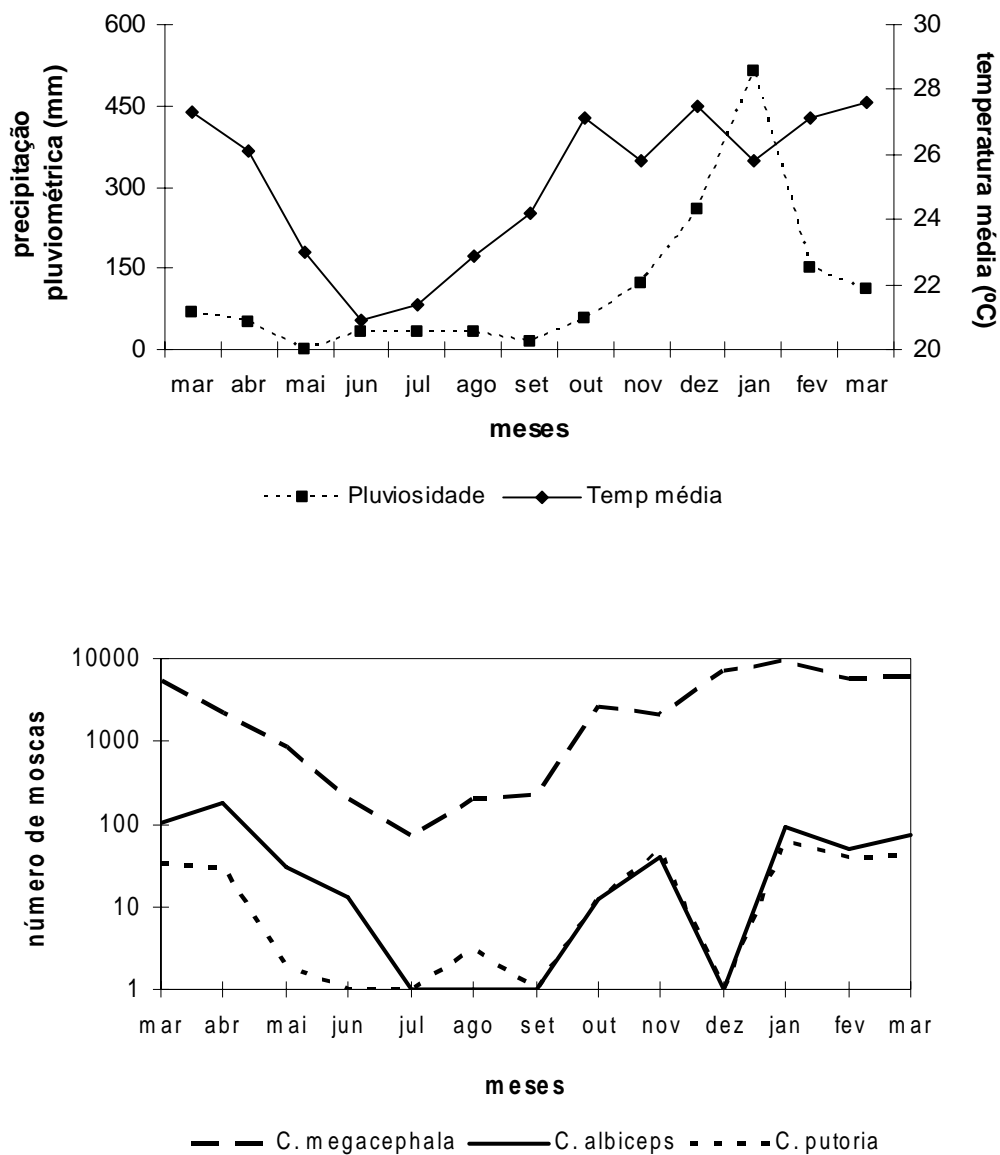 600
450
300
150
0
precipitação
pluviométrica (mm)
30
28
26
24
22
20
temperatura
média (ºC)
mar abr mai jun jul ago set out nov dez jan fev mar
meses
Pluviosidade Temp média
10000
1000
100
10
1
número de moscas
mar abr mai jun jul ago set out nov dez jan fev mar
meses
C. megacephala C. albiceps C. putoria